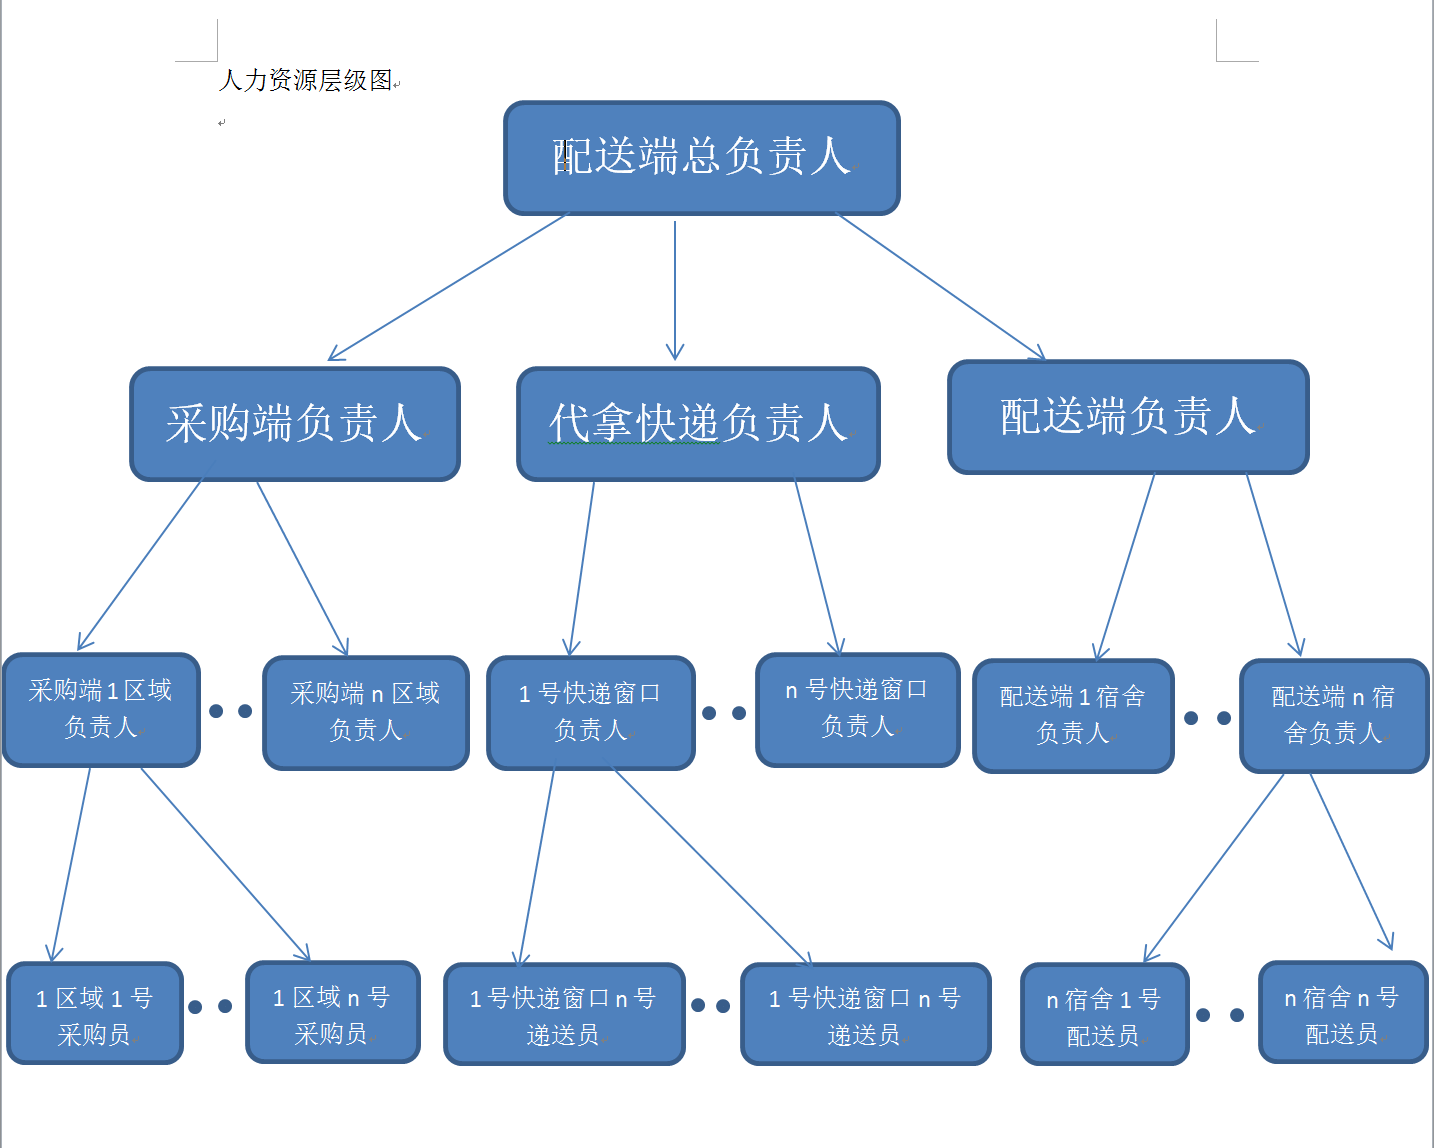 人力资源层级图
配送端总负责人
采购端负责人
代拿快递负责人
配送端负责人
采购端1区域
负责人
采购端n区域
负责人
1号快递窗口
负责人
n号快递窗口
负责人
配送端1宿舍
负责人
配送端n宿
舍负责人
1区域1号
采购员
1区域n号
采购员
1号快递窗口n号
递送员
1号快递窗口n号
递送员
n宿舍1号
配送员
n宿舍n号
配送员